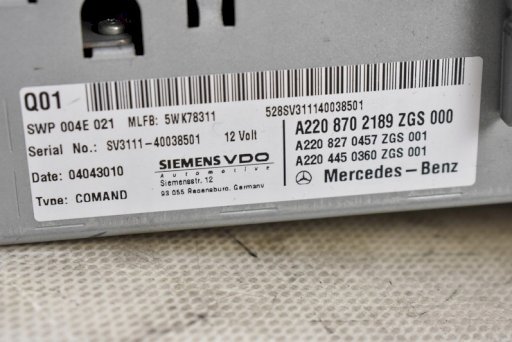 Q01
528SV311140038501
SWP 004E 021 MLFB: 5WK78311
Serial No.: SV3111-40038501 12 Volt
Date: 04043010
Type: COMAND
SIEMENS VDO
Automotive
Siemensstr. 12
93 055 Regensburg, Germany
A220 870 2189 ZGS 000
A220 827 0457 ZGS 001
A220 445 0360 ZGS 001
Mercedes-Benz